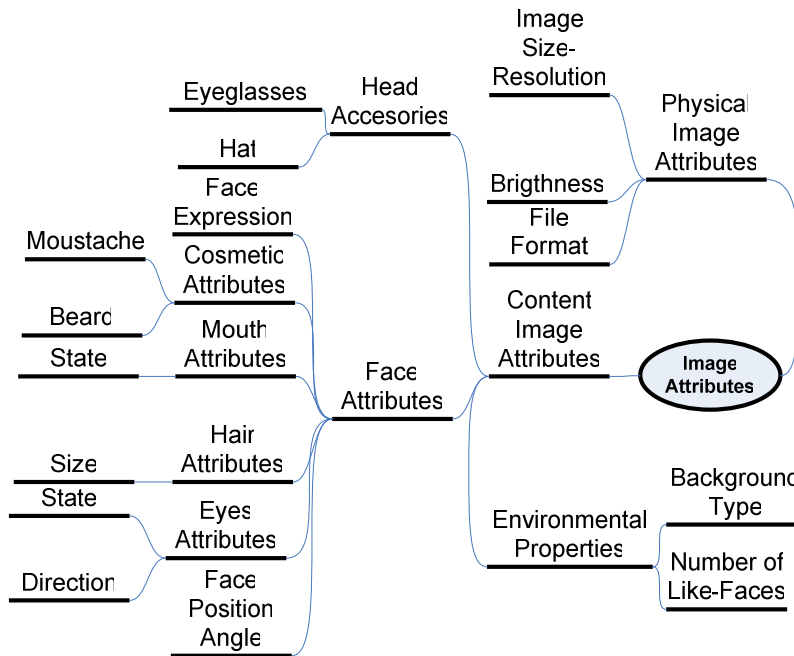 Image
Size-
Resolution
Head
Accesories
Eyeglasses
Physical
Image
Attributes
Hat
Brigthness
Face
Expression
File
Format
Moustache
Cosmetic
Attributes
Content
Image
Attributes
Beard
Mouth
Attributes
State
Image
Attributes
Face
Attributes
Hair
Attributes
Size
State
Background
Type
Eyes
Attributes
Environmental
Properties
Direction
Number of
Like-Faces
Face
Position
Angle